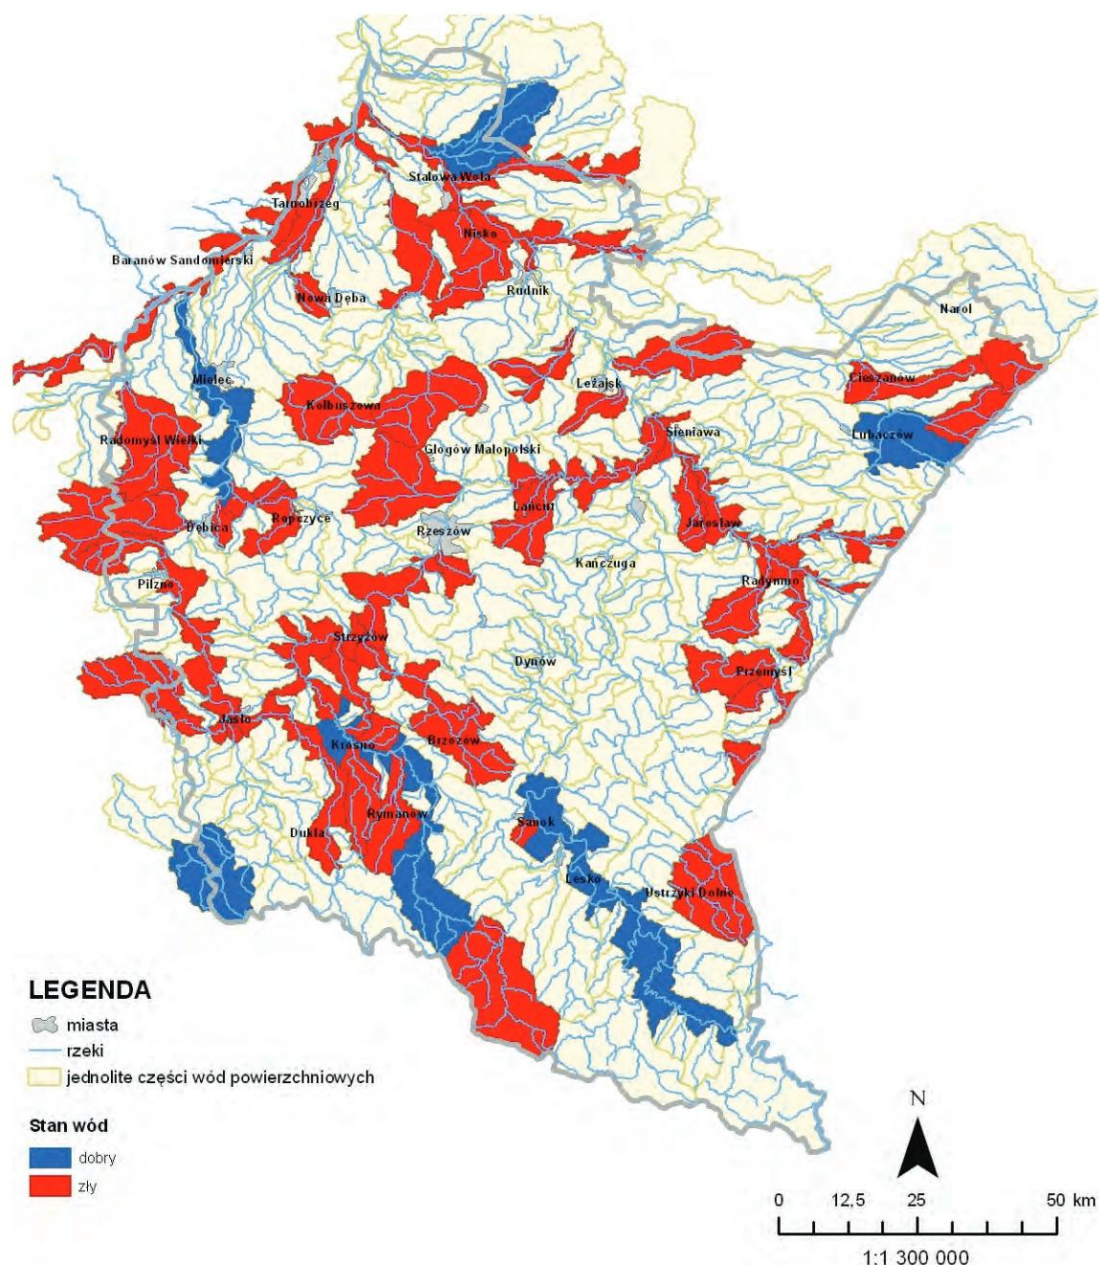 Stalowa Wola
Tarnobrzeg
Nisko
Baranów Sandomierski
Nowa Dęba
Rudnik
Narol
Mielec
Leżajsk
Cieszanów
Kolbuszowa
Radomyśl Wielki
Sieniawa
Lubaczów
Głogów Małopolski
Łańcut
Dębica
Ropczyce
Rzeszów
Jarosław
Kańczuga
Pilzno
Radymno
Strzyżów
Dynów
Przemyśl
Jasło
Krosno
Brzozów
Rymanów
Sanok
Dukla
Lesko
Ustrzyki Dolne
LEGENDA
miasta
rzeki
jednolite części wód powierzchniowych
Stan wód
dobry
zły
N
0 12,5 25 50 km
1:1 300 000